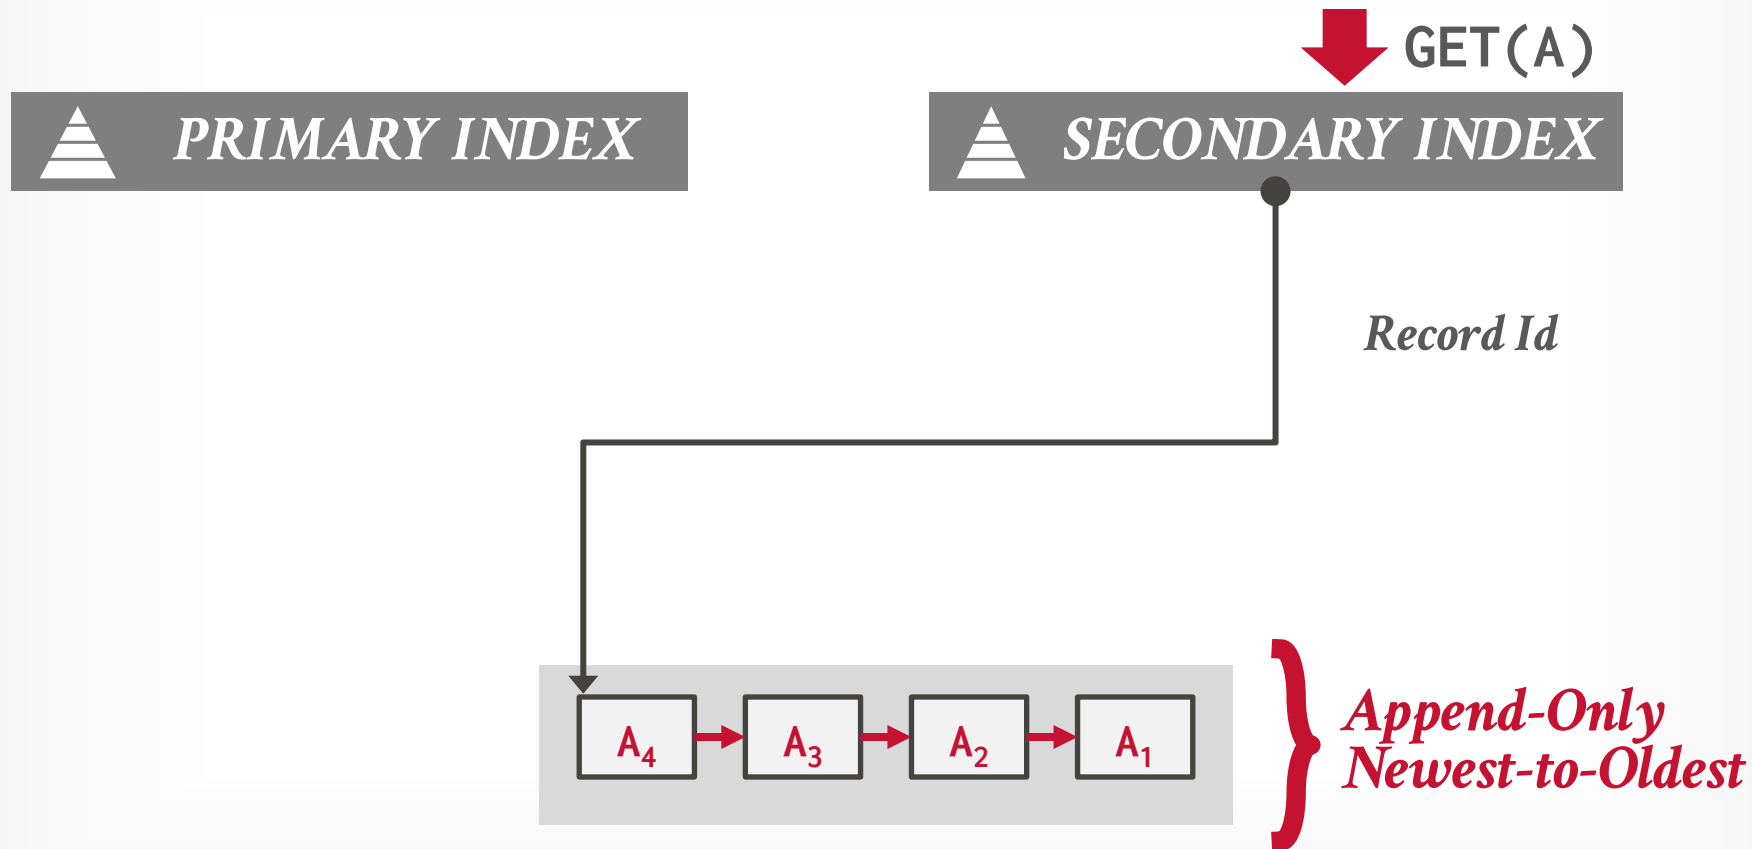 GET(A)
PRIMARY INDEX
SECONDARY INDEX
Record Id
A4
A3
A2
A1
Append-Only
Newest-to-Oldest